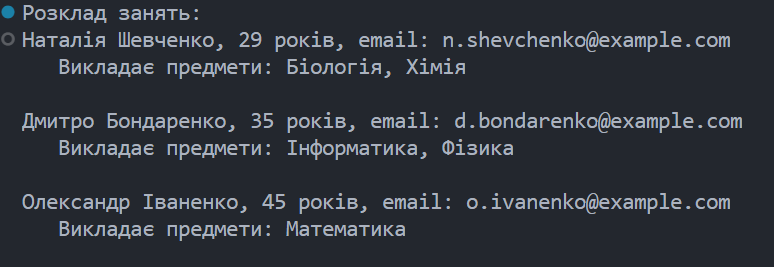 Розклад занять:
Наталія Шевченко, 29 років, email: n.shevchenko@example.com
Викладає предмети: Біологія, Хімія
Дмитро Бондаренко, 35 років, email: d.bondarenko@example.com
Викладає предмети: Інформатика, Фізика
Олександр Іваненко, 45 років, email: o.ivanenko@example.com
Викладає предмети: Математика